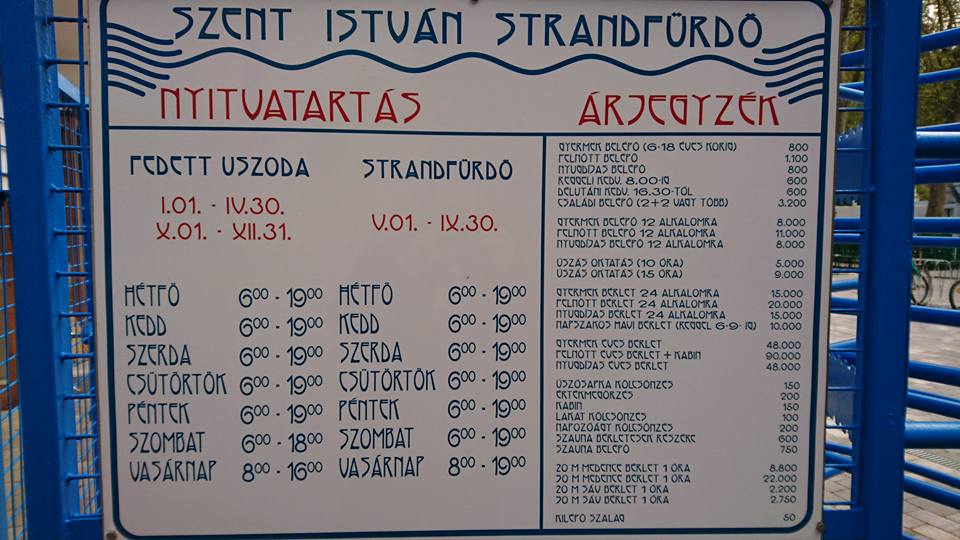 SZENT ISTVÁN STRANDFÜRDŐ
NYITVATARTÁS
FEDETT USZODA
I.01. - IV.30.
X.01. - XII.31.
HÉTFŐ 6⁰⁰ - 19⁰⁰
KEDD 6⁰⁰ - 19⁰⁰
SZERDA 6⁰⁰ - 19⁰⁰
CSÜTÖRTÖK 6⁰⁰ - 19⁰⁰
PÉNTEK 6⁰⁰ - 19⁰⁰
SZOMBAT 6⁰⁰ - 18⁰⁰
VASÁRNAP 8⁰⁰ - 16⁰⁰
STRANDFÜRDŐ
V.01. - IX.30.
HÉTFŐ 6⁰⁰ - 19⁰⁰
KEDD 6⁰⁰ - 19⁰⁰
SZERDA 6⁰⁰ - 19⁰⁰
CSÜTÖRTÖK 6⁰⁰ - 19⁰⁰
PÉNTEK 6⁰⁰ - 19⁰⁰
SZOMBAT 6⁰⁰ - 19⁰⁰
VASÁRNAP 8⁰⁰ - 19⁰⁰
ÁRJEGYZÉK
GYERMEK BELÉPŐ (6-18 ÉVES KORIG) 800
FELNŐTT BELÉPŐ 1.100
NYUGDÍJAS BELÉPŐ 800
REGGELI KEDV. 8.00-IG 600
DÉLUTÁNI KEDV. 16.30-TÓL 600
CSALÁDI BELÉPŐ (2+2 VAGY TÖBB) 3.200
GYERMEK BELÉPŐ 12 ALKALOMRA 8.000
FELNŐTT BELÉPŐ 12 ALKALOMRA 11.000
NYUGDÍJAS BELÉPŐ 12 ALKALOMRA 8.000
ÚSZÁS OKTATÁS (10 ÓRA) 5.000
ÚSZÁS OKTATÁS (15 ÓRA) 9.000
GYERMEK BÉRLET 24 ALKALOMRA 15.000
FELNŐTT BÉRLET 24 ALKALOMRA 20.000
NYUGDÍJAS BÉRLET 24 ALKALOMRA 15.000
NAPSZAKOS HAVI BÉRLET (REGGEL 6-9-IG) 10.000
GYERMEK ÉVES BÉRLET 48.000
FELNŐTT ÉVES BÉRLET + KABIN 90.000
NYUGDÍJAS ÉVES BÉRLET 48.000
ÚSZÓSAPKA KÖLCSÖNZÉS 150
ÉRTÉKMEGŐRZÉS 200
KABIN 150
LAKAT KÖLCSÖNZÉS 100
NAPOZÓÁGY KÖLCSÖNZÉS 200
SZAUNA BÉRLETESEK RÉSZÉRE 600
SZAUNA BELÉPŐ 750
20 M MEDENCE BÉRLET 1 ÓRA 8.800
50 M MEDENCE BÉRLET 1 ÓRA 22.000
20 M SÁV BÉRLET 1 ÓRA 2.200
50 M SÁV BÉRLET 1 ÓRA 2.750
KILÉPŐ SZALAG 50